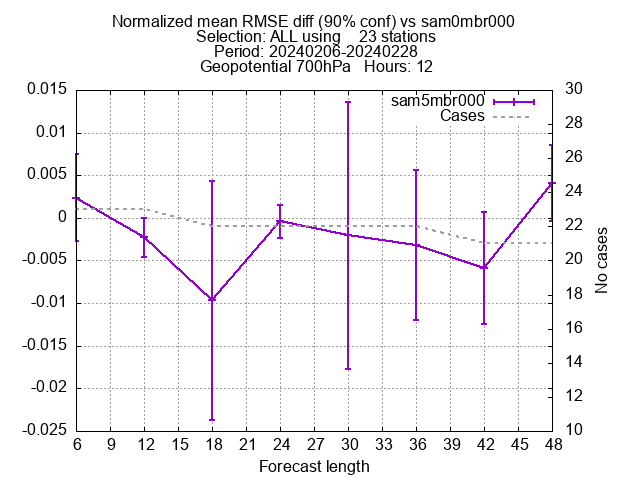 Normalized mean RMSE diff (90% conf) vs sam0mbr000
Selection: ALL using    23 stations
Period: 20240206-20240228
Geopotential 700hPa   Hours: 12
sam5mbr000
Cases
0.015
0.01
0.005
0
-0.005
-0.01
-0.015
-0.02
-0.025
30
28
26
24
22
20
18
16
14
12
10
No cases
6 9 12 15 18 21 24 27 30 33 36 39 42 45 48
Forecast length